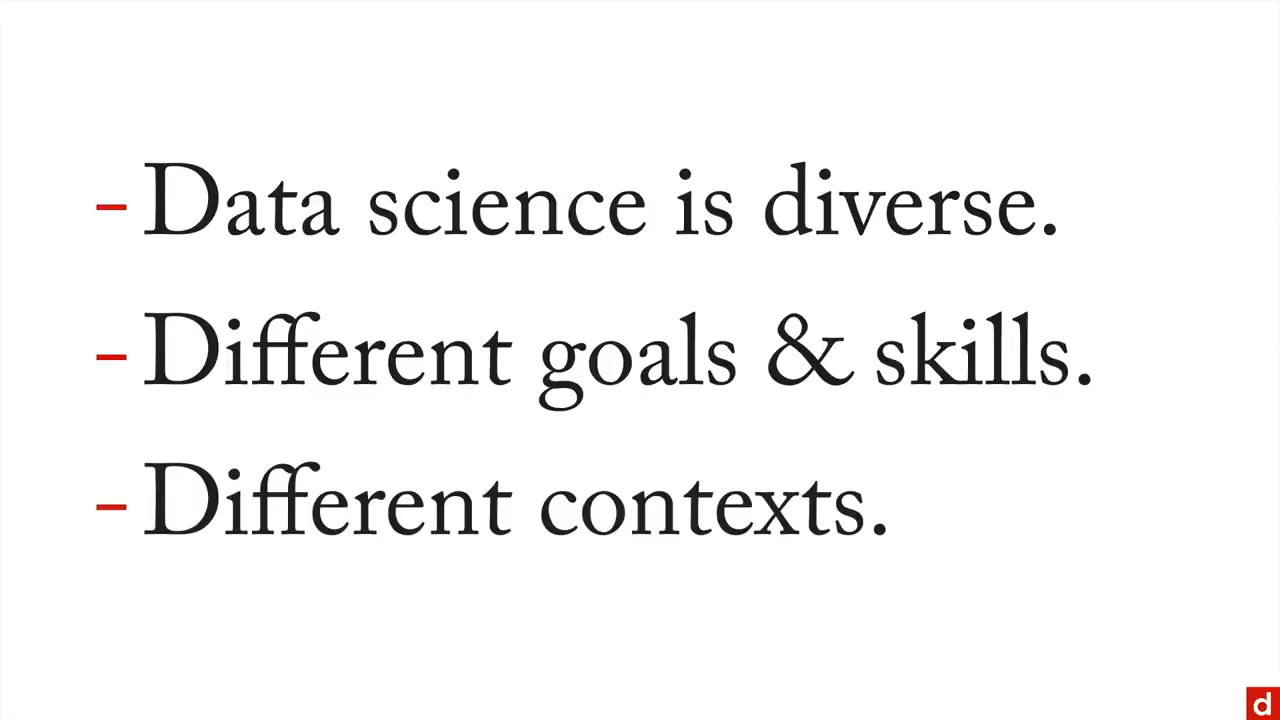 - Data science is diverse.
- Different goals & skills.
- Different contexts.
d